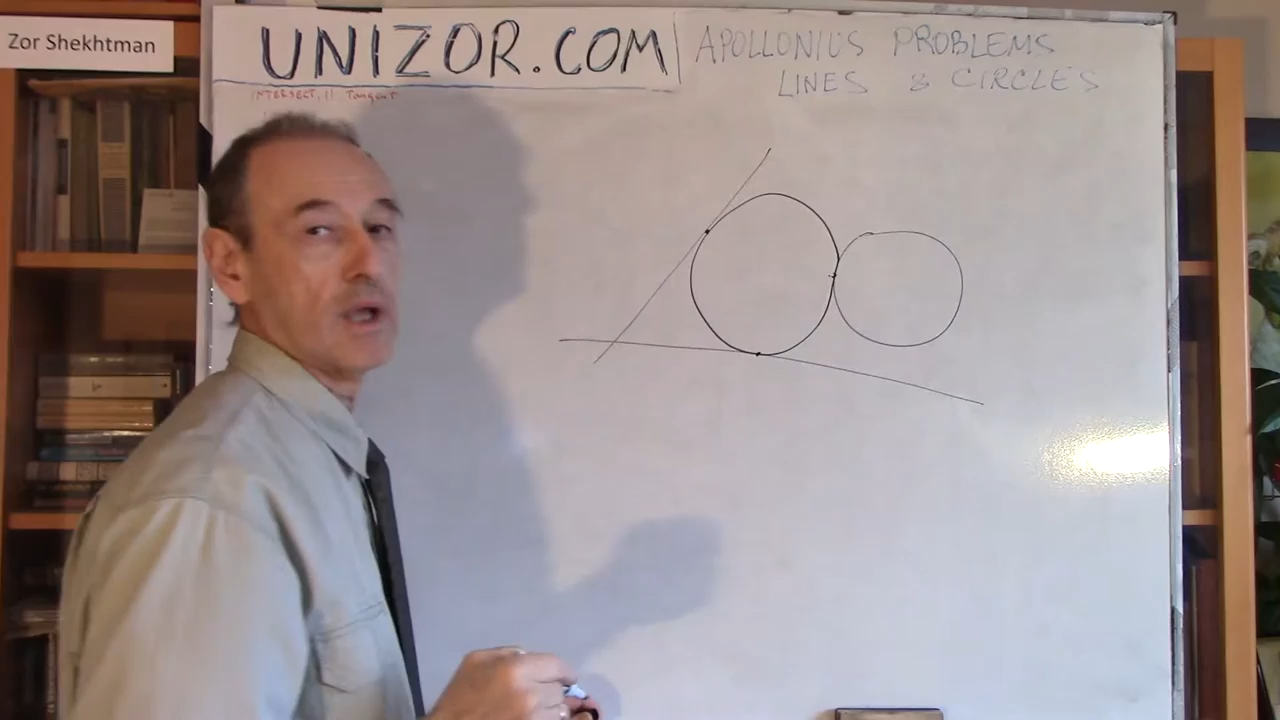 Zor Shekhtman
UNIZOR.COM
APOLLONIUS PROBLEMS
LINES & CIRCLES
INTERSECT, || Tangent